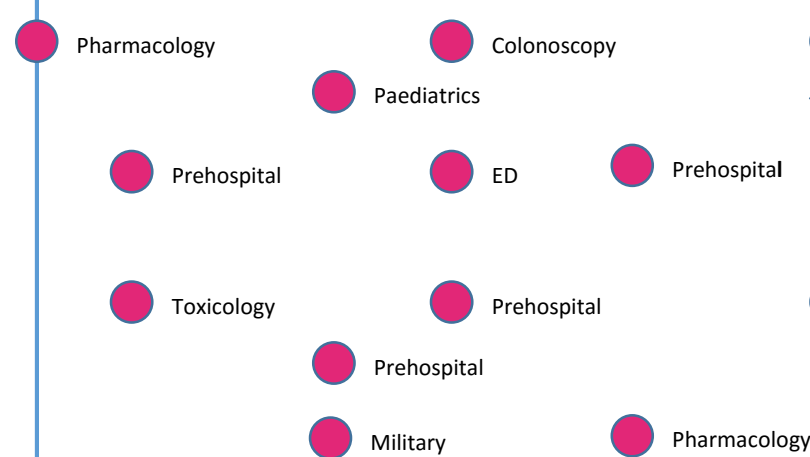 Pharmacology
Colonoscopy
Paediatrics
Prehospital
ED
Prehospital
Toxicology
Prehospital
Prehospital
Military
Pharmacology